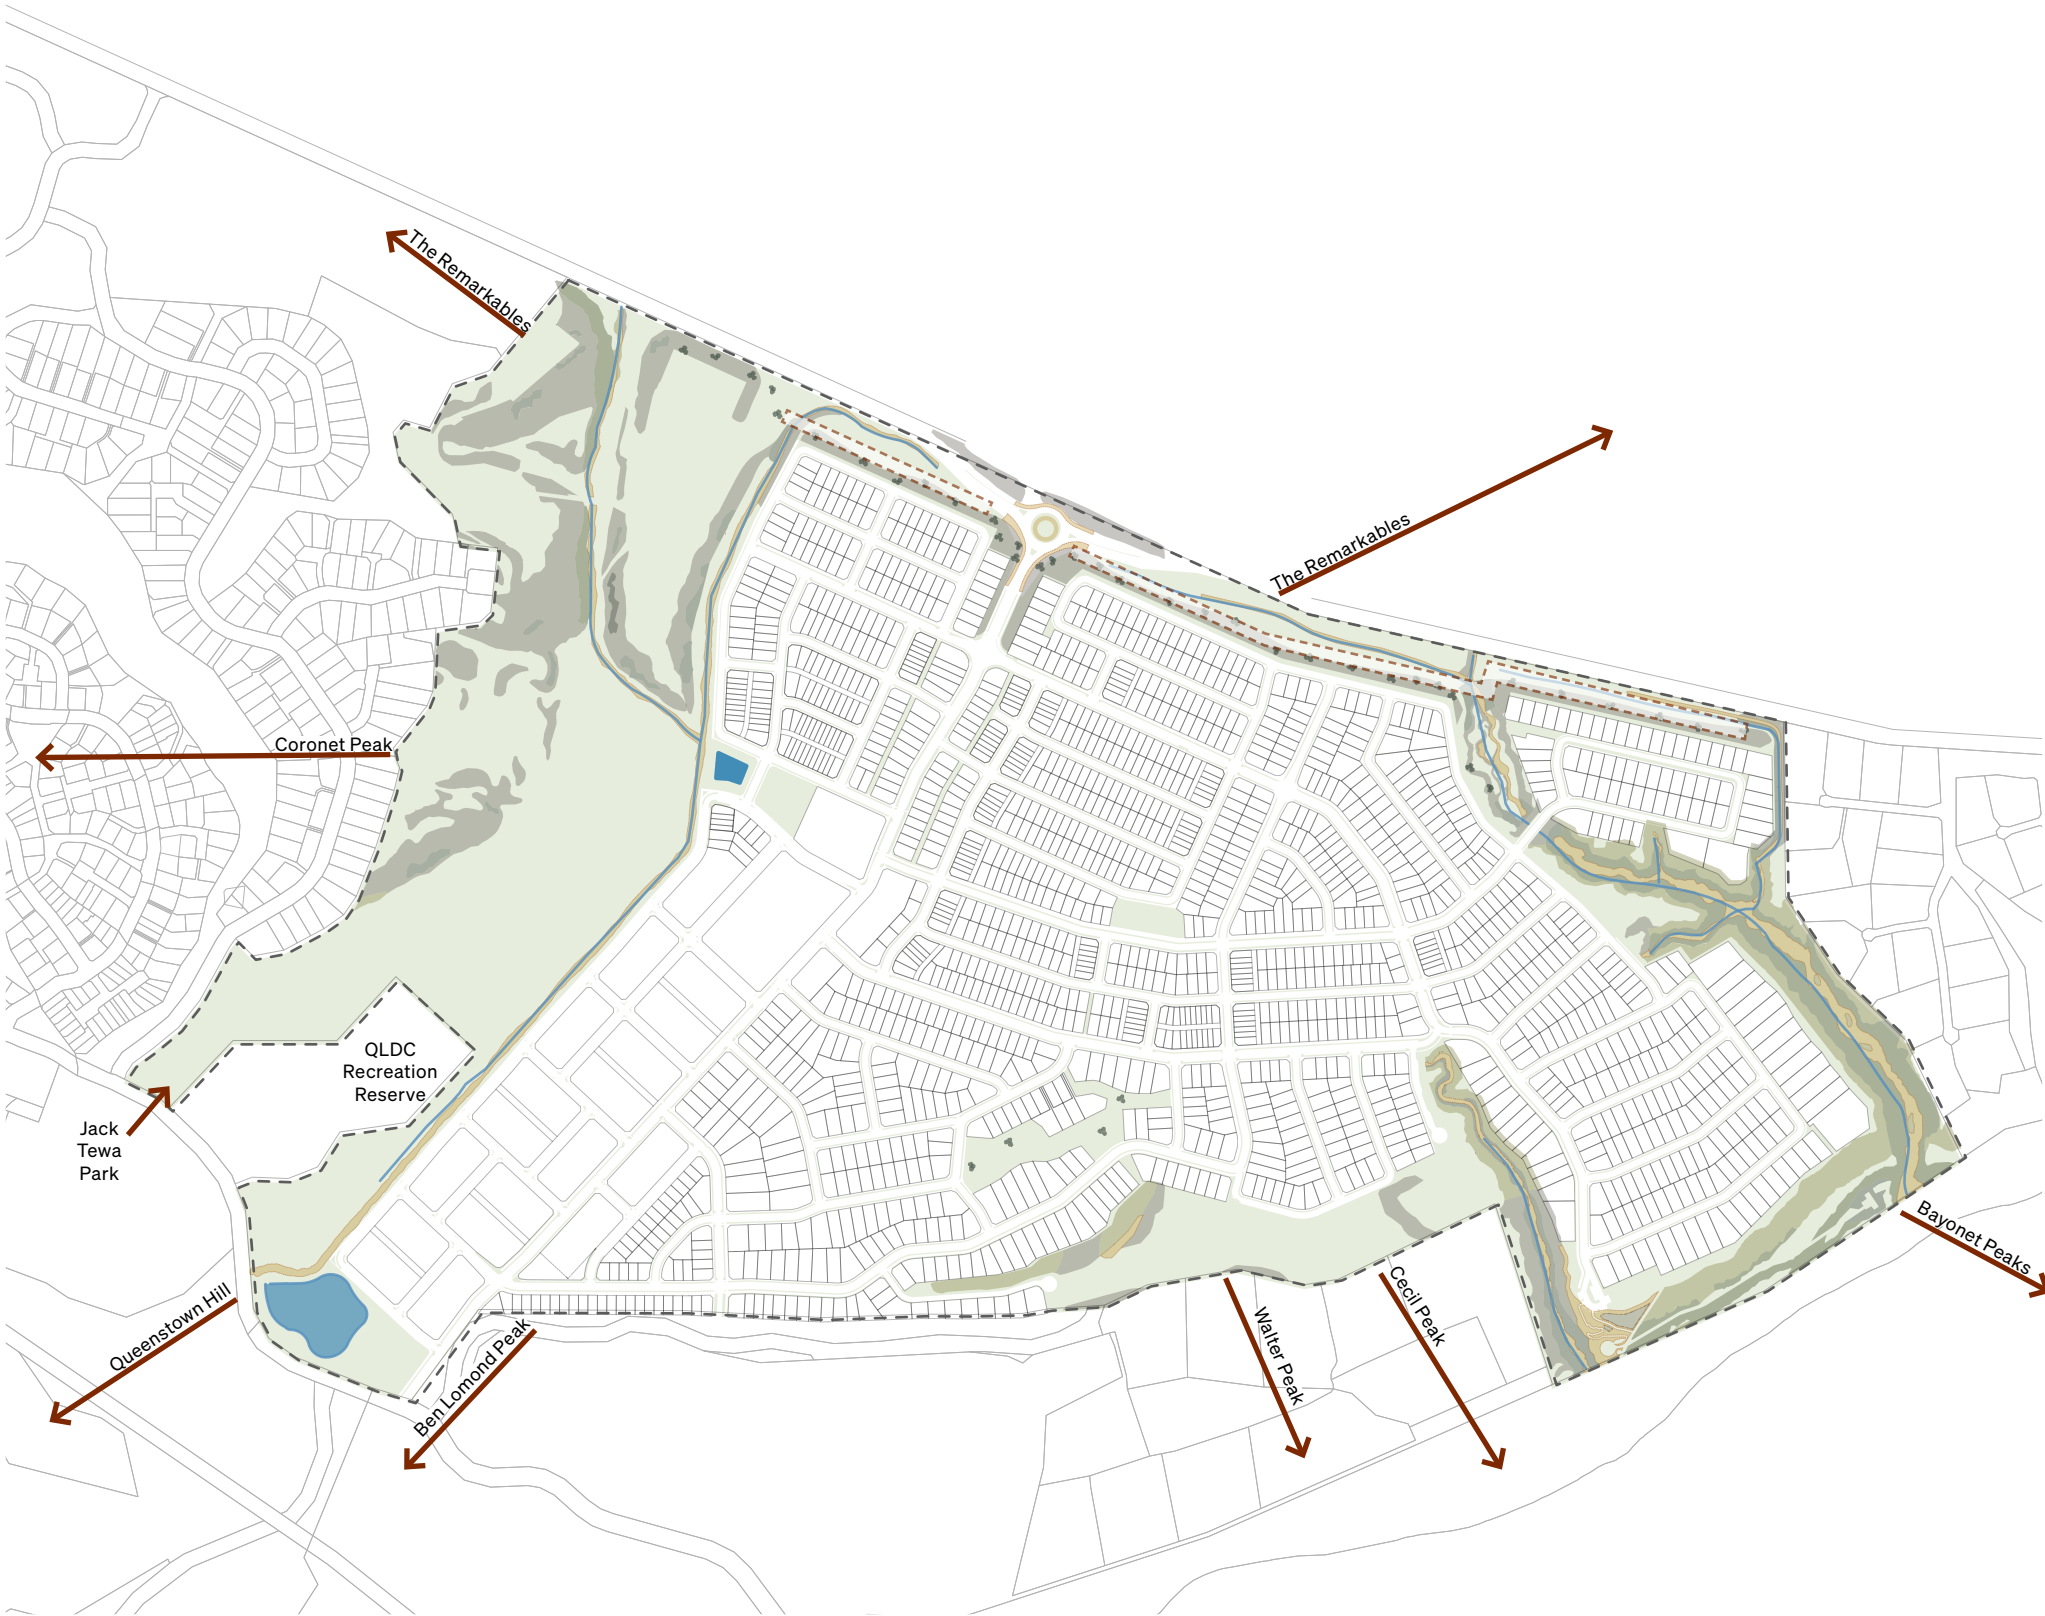 The Remarkables
The Remarkables
Coronet Peak
QLDC
Recreation
Reserve
Jack
Tewa
Park
Bayonet Peaks
Queenstown Hill
Ben Lomond Peak
Walter Peak
Cecil Peak